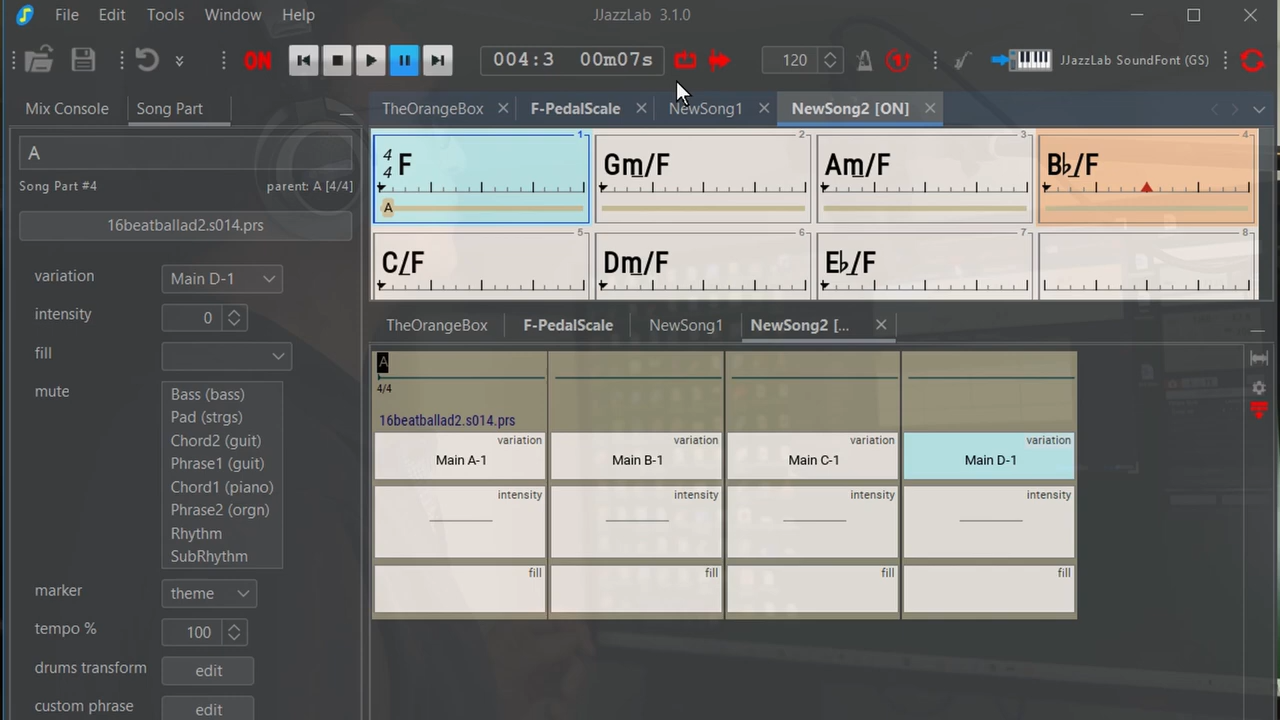 File Edit Tools Window Help JJazzLab 3.1.0
ON 004:3 00m07s 120 JJazzLab SoundFont (GS)
Mix Console Song Part TheOrangeBox F-PedalScale NewSong1 NewSong2 [ON]
A
Song Part #4 parent: A [4/4]
16beatballad2.s014.prs
variation Main D-1
intensity 0
fill
mute
Bass (bass)
Pad (strgs)
Chord2 (guit)
Phrase1 (guit)
Chord1 (piano)
Phrase2 (orgn)
Rhythm
SubRhythm
marker theme
tempo % 100
drums transform edit
custom phrase edit
1 2 3 4
4/4 F Gm/F Am/F Bb/F
A
5 6 7 8
C/F Dm/F Eb/F
TheOrangeBox F-PedalScale NewSong1 NewSong2 [...
A
4/4
16beatballad2.s014.prs
variation variation variation variation
Main A-1 Main B-1 Main C-1 Main D-1
intensity intensity intensity intensity
fill fill fill fill